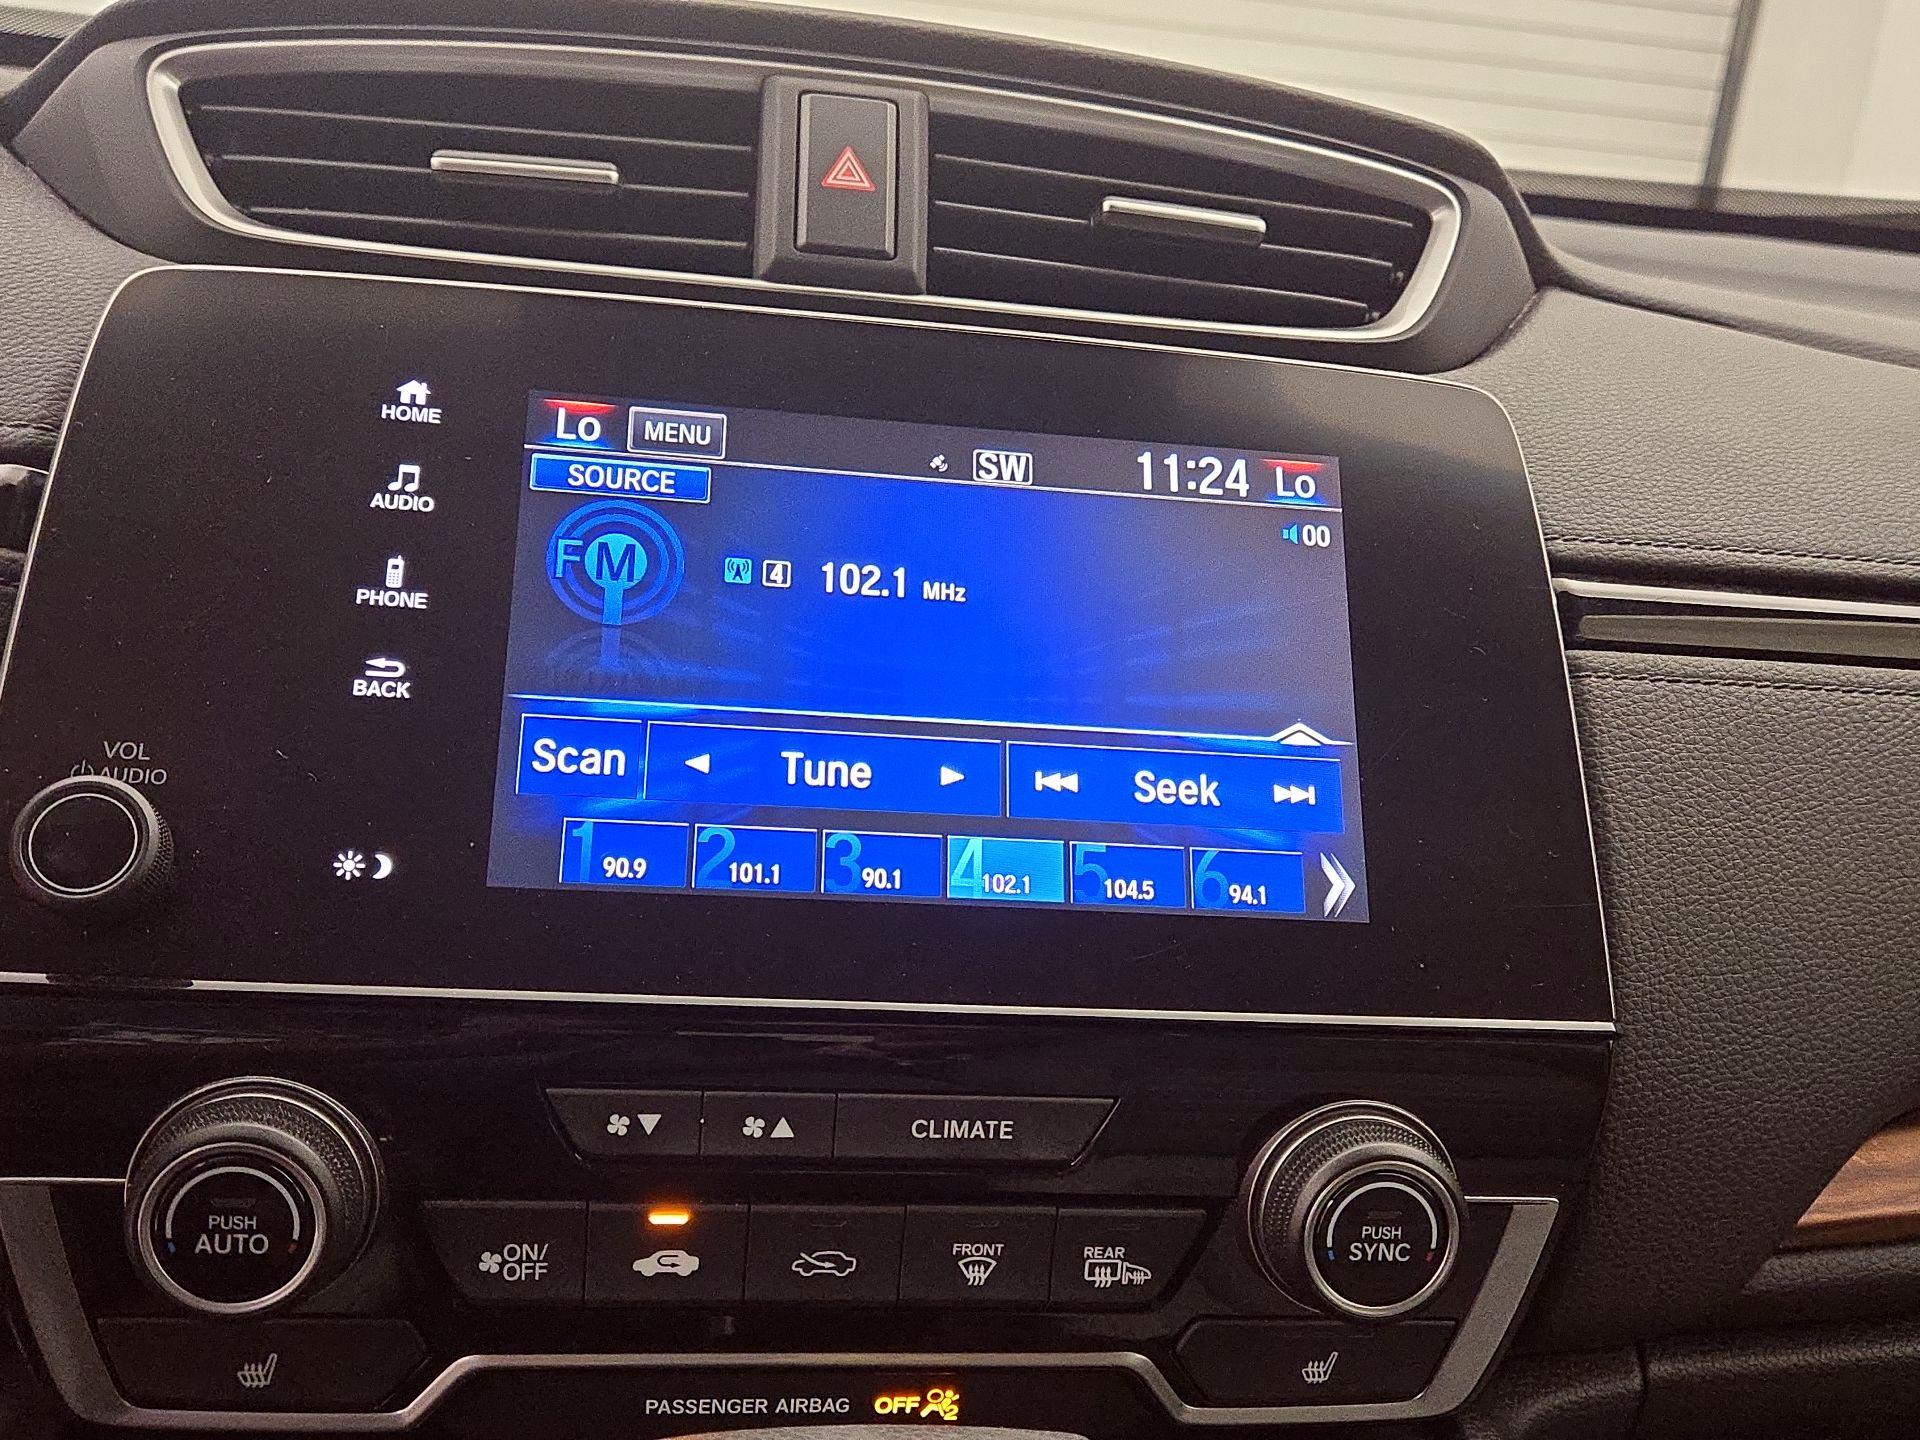 HOME
AUDIO
PHONE
BACK
VOL
AUDIO
Lo MENU SW 11:24 Lo
SOURCE
00
FM 4 102.1 MHz
Scan Tune Seek
1 90.9 2 101.1 3 90.1 4 102.1 5 104.5 6 94.1
CLIMATE
PUSH
AUTO
ON/
OFF
FRONT
REAR
PUSH
SYNC
PASSENGER AIRBAG OFF 2